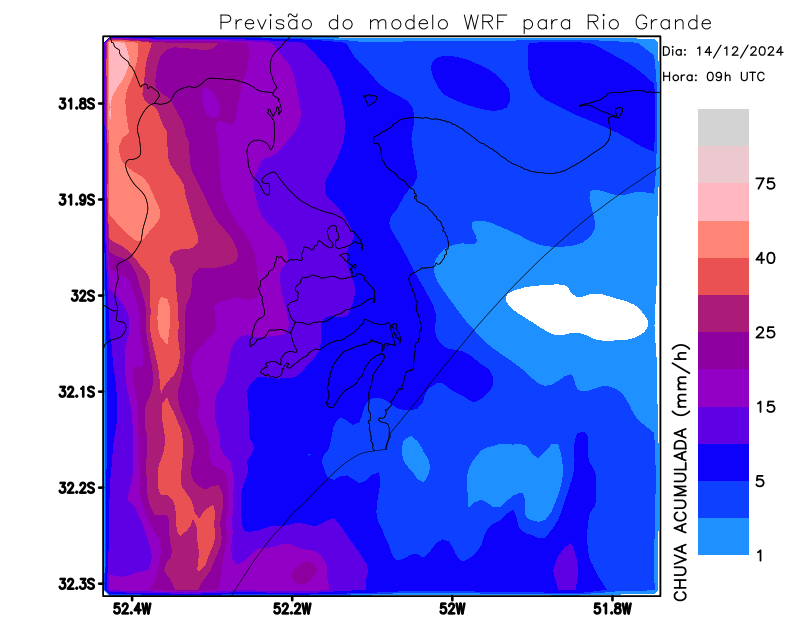 Previsão do modelo WRF para Rio Grande
Dia: 14/12/2024
Hora: 09h UTC
31.8S
31.9S
32S
32.1S
32.2S
32.3S
52.4W
52.2W
52W
51.8W
75
40
25
15
5
1
CHUVA ACUMULADA (mm/h)